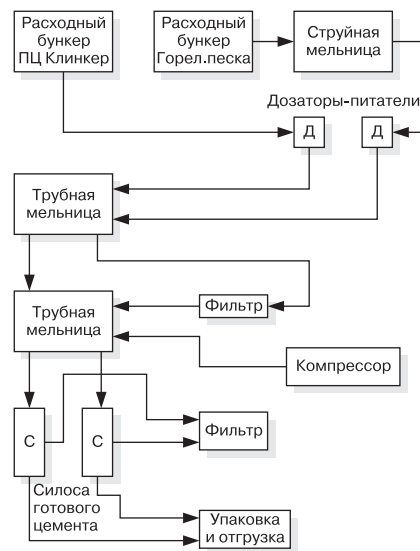 Расходный
бункер
ПЦ Клинкер
Расходный
бункер
Горел.песка
Струйная
мельница
Дозаторы-питатели
Д
Д
Трубная
мельница
Трубная
мельница
Фильтр
Компрессор
С
С
Фильтр
Силоса
готового
цемента
Упаковка
и отгрузка